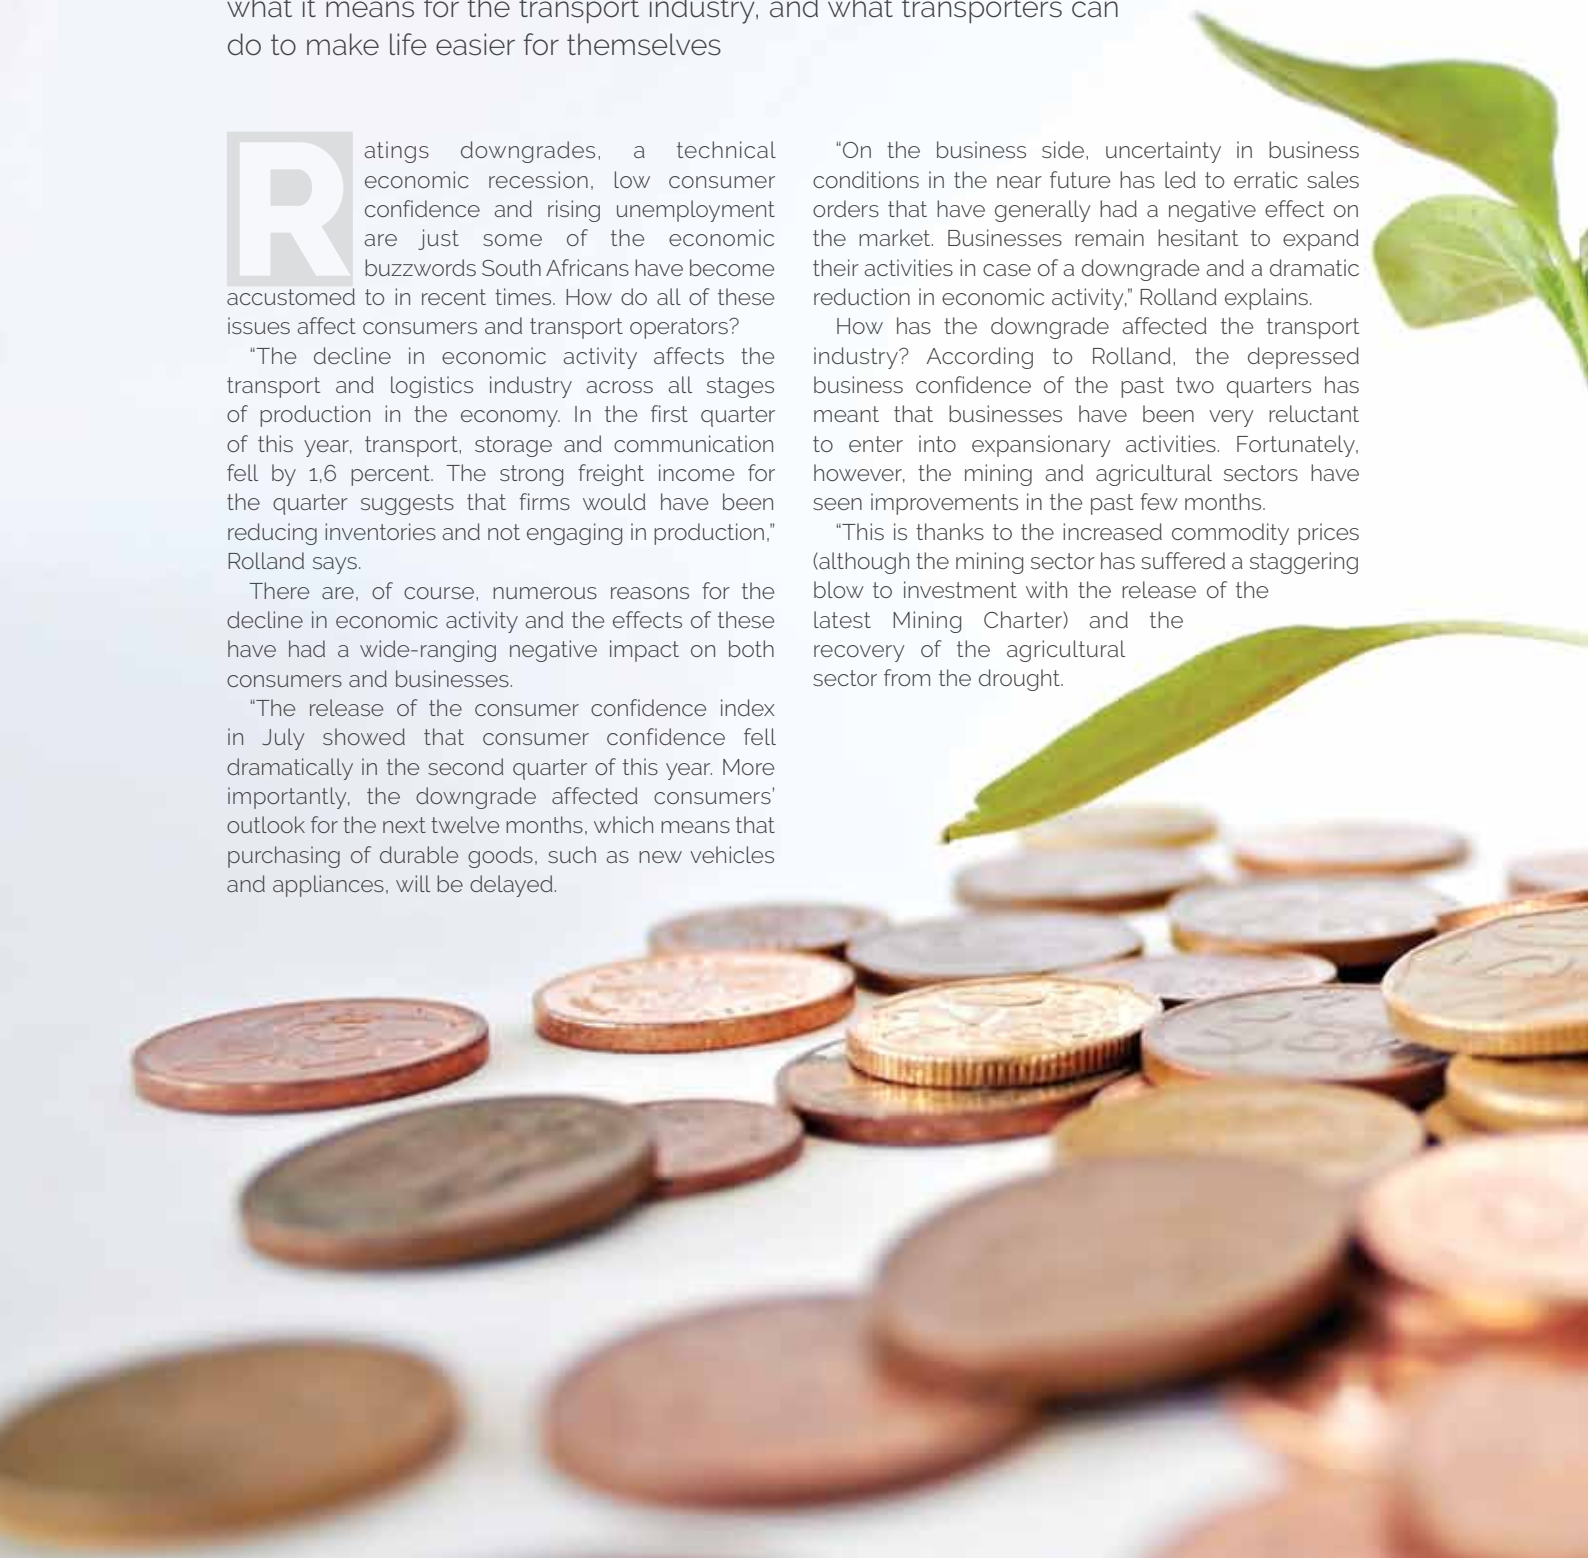 what it means for the transport industry, and what transporters can
do to make life easier for themselves
Ratings downgrades, a technical
economic recession, low consumer
confidence and rising unemployment
are just some of the economic
buzzwords South Africans have become
accustomed to in recent times. How do all of these
issues affect consumers and transport operators?
“The decline in economic activity affects the
transport and logistics industry across all stages
of production in the economy. In the first quarter
of this year, transport, storage and communication
fell by 1,6 percent. The strong freight income for
the quarter suggests that firms would have been
reducing inventories and not engaging in production,”
Rolland says.
There are, of course, numerous reasons for the
decline in economic activity and the effects of these
have had a wide-ranging negative impact on both
consumers and businesses.
“The release of the consumer confidence index
in July showed that consumer confidence fell
dramatically in the second quarter of this year. More
importantly, the downgrade affected consumers’
outlook for the next twelve months, which means that
purchasing of durable goods, such as new vehicles
and appliances, will be delayed.
“On the business side, uncertainty in business
conditions in the near future has led to erratic sales
orders that have generally had a negative effect on
the market. Businesses remain hesitant to expand
their activities in case of a downgrade and a dramatic
reduction in economic activity,” Rolland explains.
How has the downgrade affected the transport
industry? According to Rolland, the depressed
business confidence of the past two quarters has
meant that businesses have been very reluctant
to enter into expansionary activities. Fortunately,
however, the mining and agricultural sectors have
seen improvements in the past few months.
“This is thanks to the increased commodity prices
(although the mining sector has suffered a staggering
blow to investment with the release of the
latest Mining Charter) and the
recovery of the agricultural
sector from the drought.